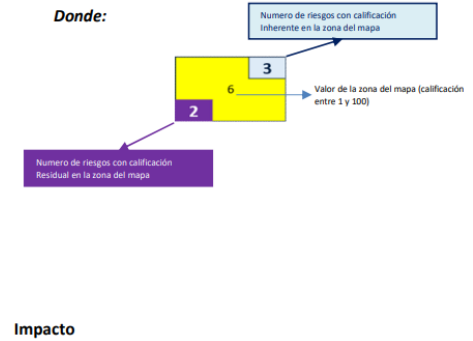 Donde:
Numero de riesgos con calificación
Inherente en la zona del mapa
3
6
Valor de la zona del mapa (calificación
entre 1 y 100)
2
Numero de riesgos con calificación
Residual en la zona del mapa
Impacto